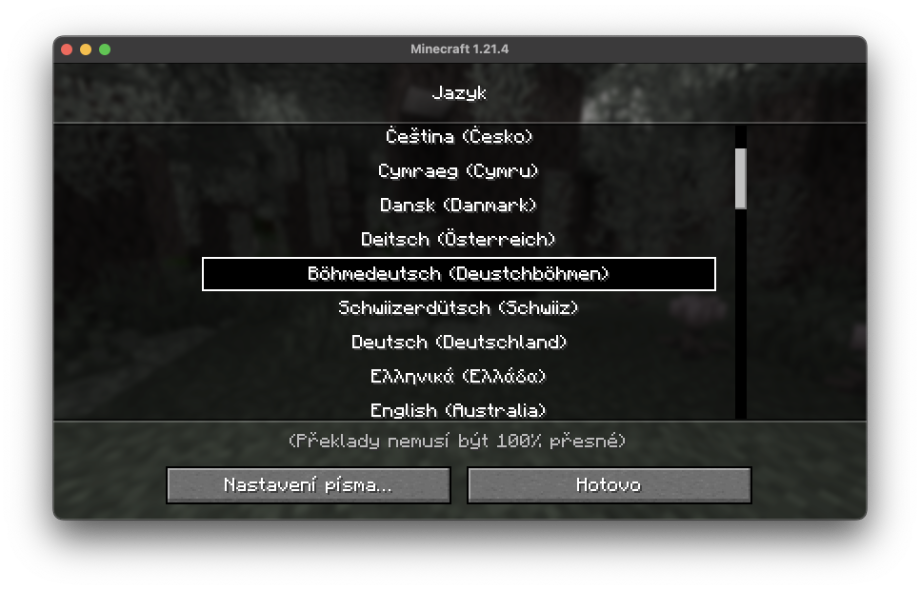 Minecraft 1.21.4
Jazyk
Čeština (Česko)
Cymraeg (Cymru)
Dansk (Danmark)
Deitsch (Österreich)
Böhmedeutsch (Deustchböhmen)
Schwiizerdütsch (Schwiiz)
Deutsch (Deutschland)
Ελληνικά (Ελλάδα)
English (Australia)
(Překlady nemusí být 100% přesné)
Nastavení písma...
Hotovo